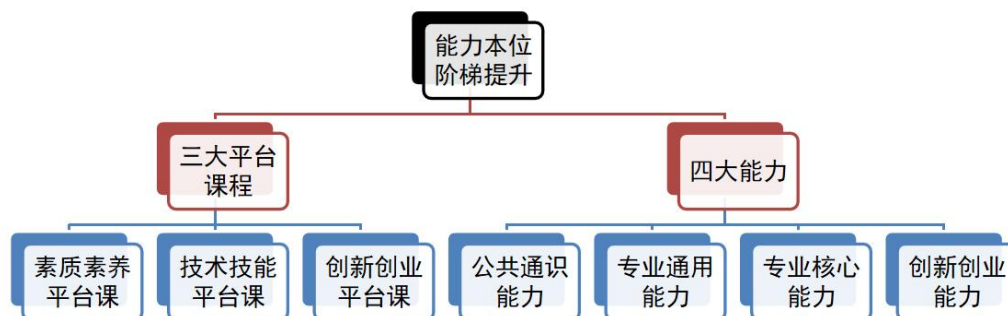 能力本位
阶梯提升
三大平台
课程
四大能力
素质素养
平台课
技术技能
平台课
创新创业
平台课
公共通识
能力
专业通用
能力
专业核心
能力
创新创业
能力